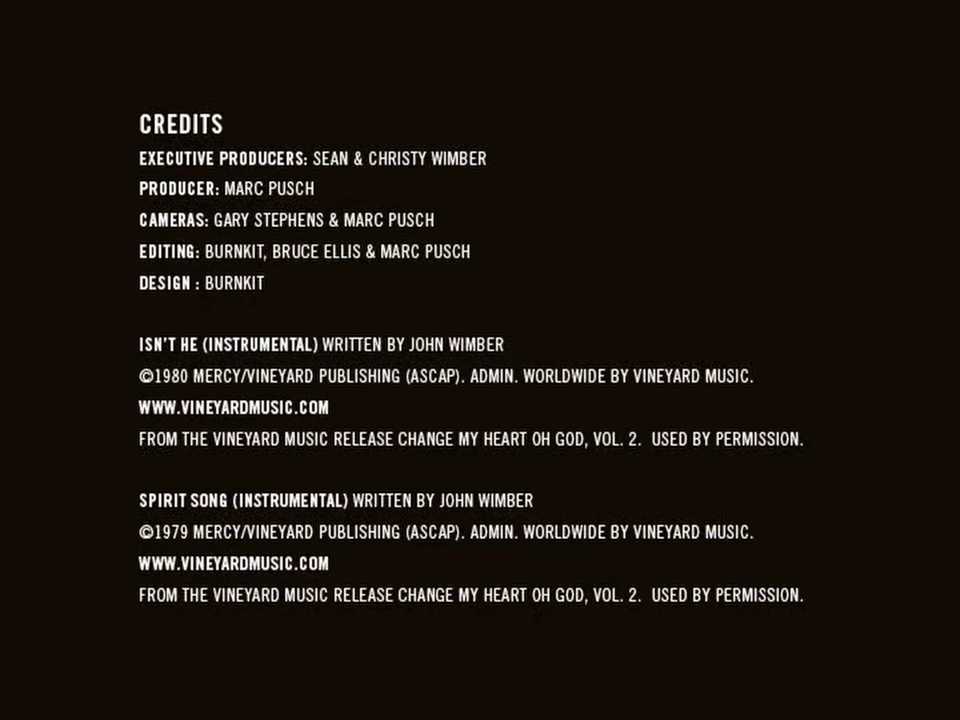 CREDITS
EXECUTIVE PRODUCERS: SEAN & CHRISTY WIMBER
PRODUCER: MARC PUSCH
CAMERAS: GARY STEPHENS & MARC PUSCH
EDITING: BURNKIT, BRUCE ELLIS & MARC PUSCH
DESIGN : BURNKIT
ISN'T HE (INSTRUMENTAL) WRITTEN BY JOHN WIMBER
©1980 MERCY/VINEYARD PUBLISHING (ASCAP). ADMIN. WORLDWIDE BY VINEYARD MUSIC.
WWW.VINEYARDMUSIC.COM
FROM THE VINEYARD MUSIC RELEASE CHANGE MY HEART OH GOD, VOL. 2. USED BY PERMISSION.
SPIRIT SONG (INSTRUMENTAL) WRITTEN BY JOHN WIMBER
©1979 MERCY/VINEYARD PUBLISHING (ASCAP). ADMIN. WORLDWIDE BY VINEYARD MUSIC.
WWW.VINEYARDMUSIC.COM
FROM THE VINEYARD MUSIC RELEASE CHANGE MY HEART OH GOD, VOL. 2. USED BY PERMISSION.